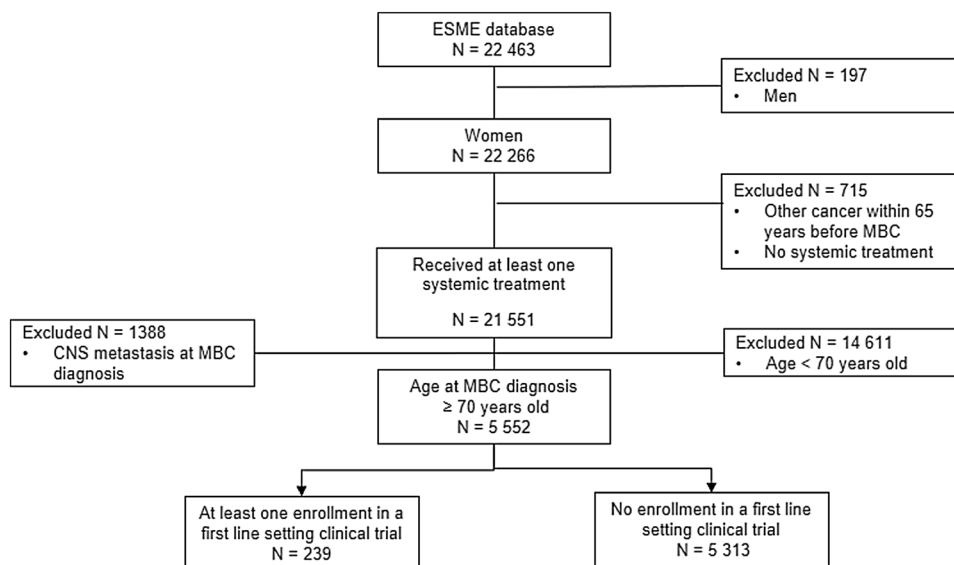 ESME database
N = 22 463
Excluded N = 197
• Men
Women
N = 22 266
Excluded N = 715
• Other cancer within 65
years before MBC
• No systemic treatment
Received at least one
systemic treatment
N = 21 551
Excluded N = 1388
• CNS metastasis at MBC
diagnosis
Excluded N = 14 611
• Age < 70 years old
Age at MBC diagnosis
≥ 70 years old
N = 5 552
At least one enrollment in a
first line setting clinical trial
N = 239
No enrollment in a first line
setting clinical trial
N = 5 313